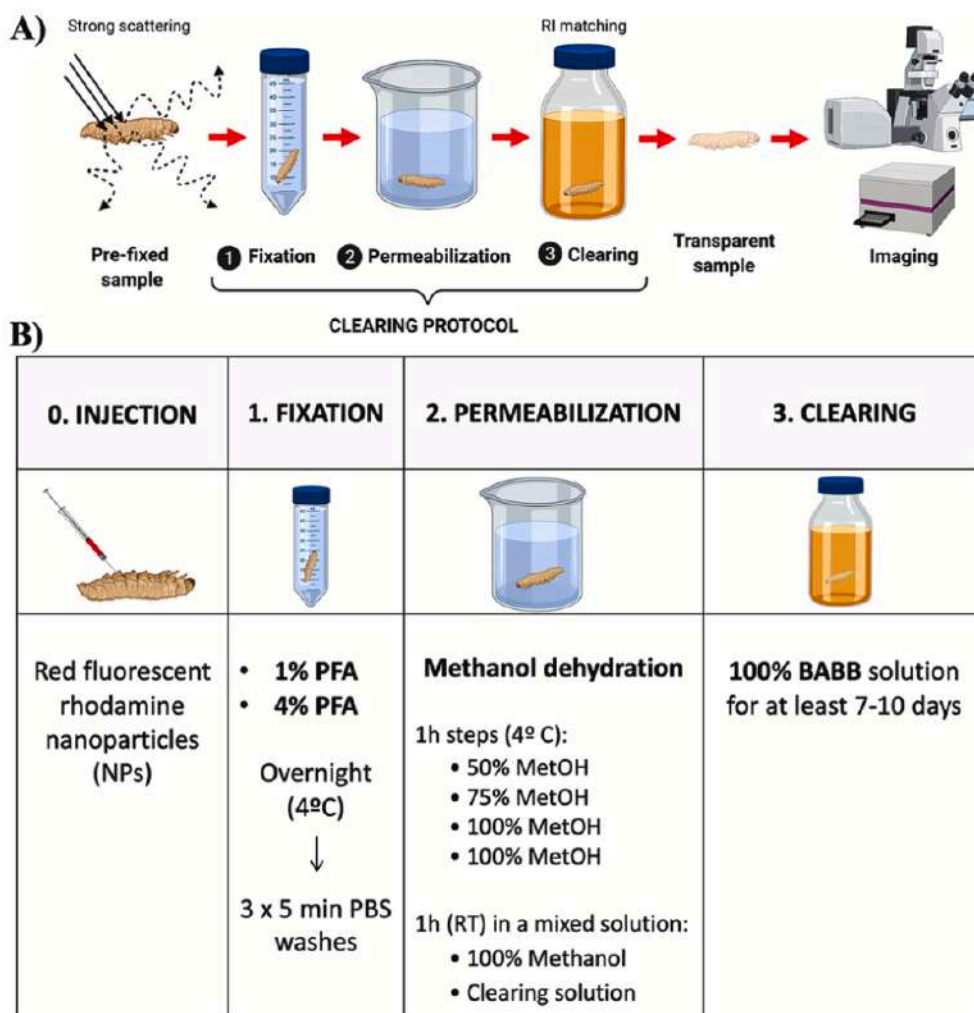 A)
Strong scattering
RI matching
Pre-fixed
sample
1 Fixation
2 Permeabilization
3 Clearing
Transparent
sample
Imaging
CLEARING PROTOCOL
B)
0. INJECTION
1. FIXATION
2. PERMEABILIZATION
3. CLEARING
Red fluorescent
rhodamine
nanoparticles
(NPs)
• 1% PFA
• 4% PFA
Overnight
(4ºC)
↓
3 x 5 min PBS
washes
Methanol dehydration
1h steps (4º C):
• 50% MetOH
• 75% MetOH
• 100% MetOH
• 100% MetOH
1h (RT) in a mixed solution:
• 100% Methanol
• Clearing solution
100% BABB solution
for at least 7-10 days